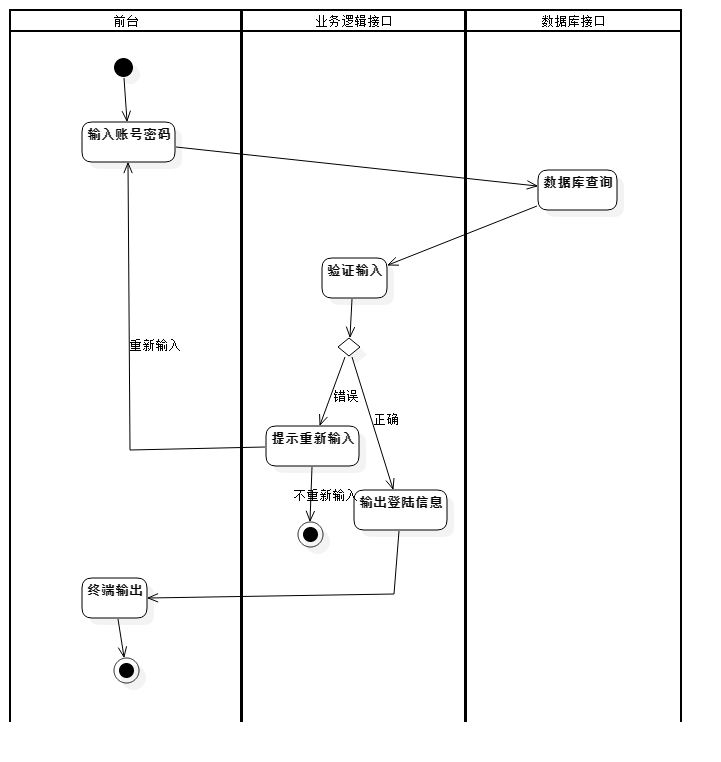 前台
业务逻辑接口
数据库接口
输入账号密码
数据库查询
验证输入
重新输入
错误
正确
提示重新输入
不重新输入
输出登陆信息
终端输出